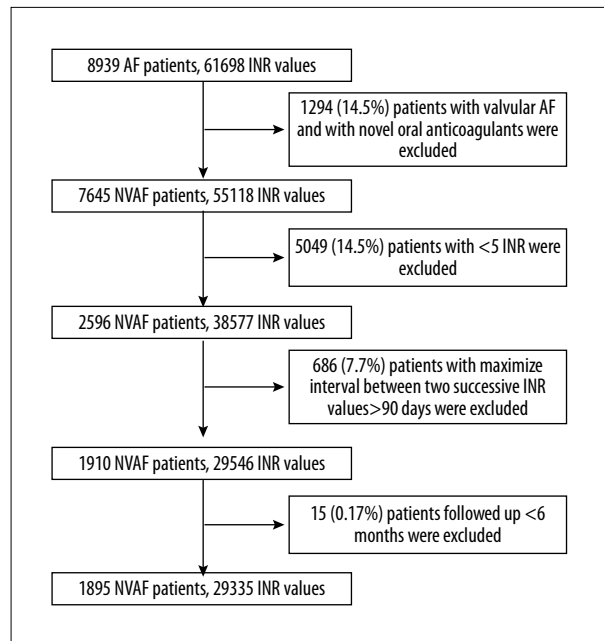 8939 AF patients, 61698 INR values
1294 (14.5%) patients with valvular AF
and with novel oral anticoagulants were
excluded
7645 NVAF patients, 55118 INR values
5049 (14.5%) patients with <5 INR were
excluded
2596 NVAF patients, 38577 INR values
686 (7.7%) patients with maximize
interval between two successive INR
values>90 days were excluded
1910 NVAF patients, 29546 INR values
15 (0.17%) patients followed up <6
months were excluded
1895 NVAF patients, 29335 INR values